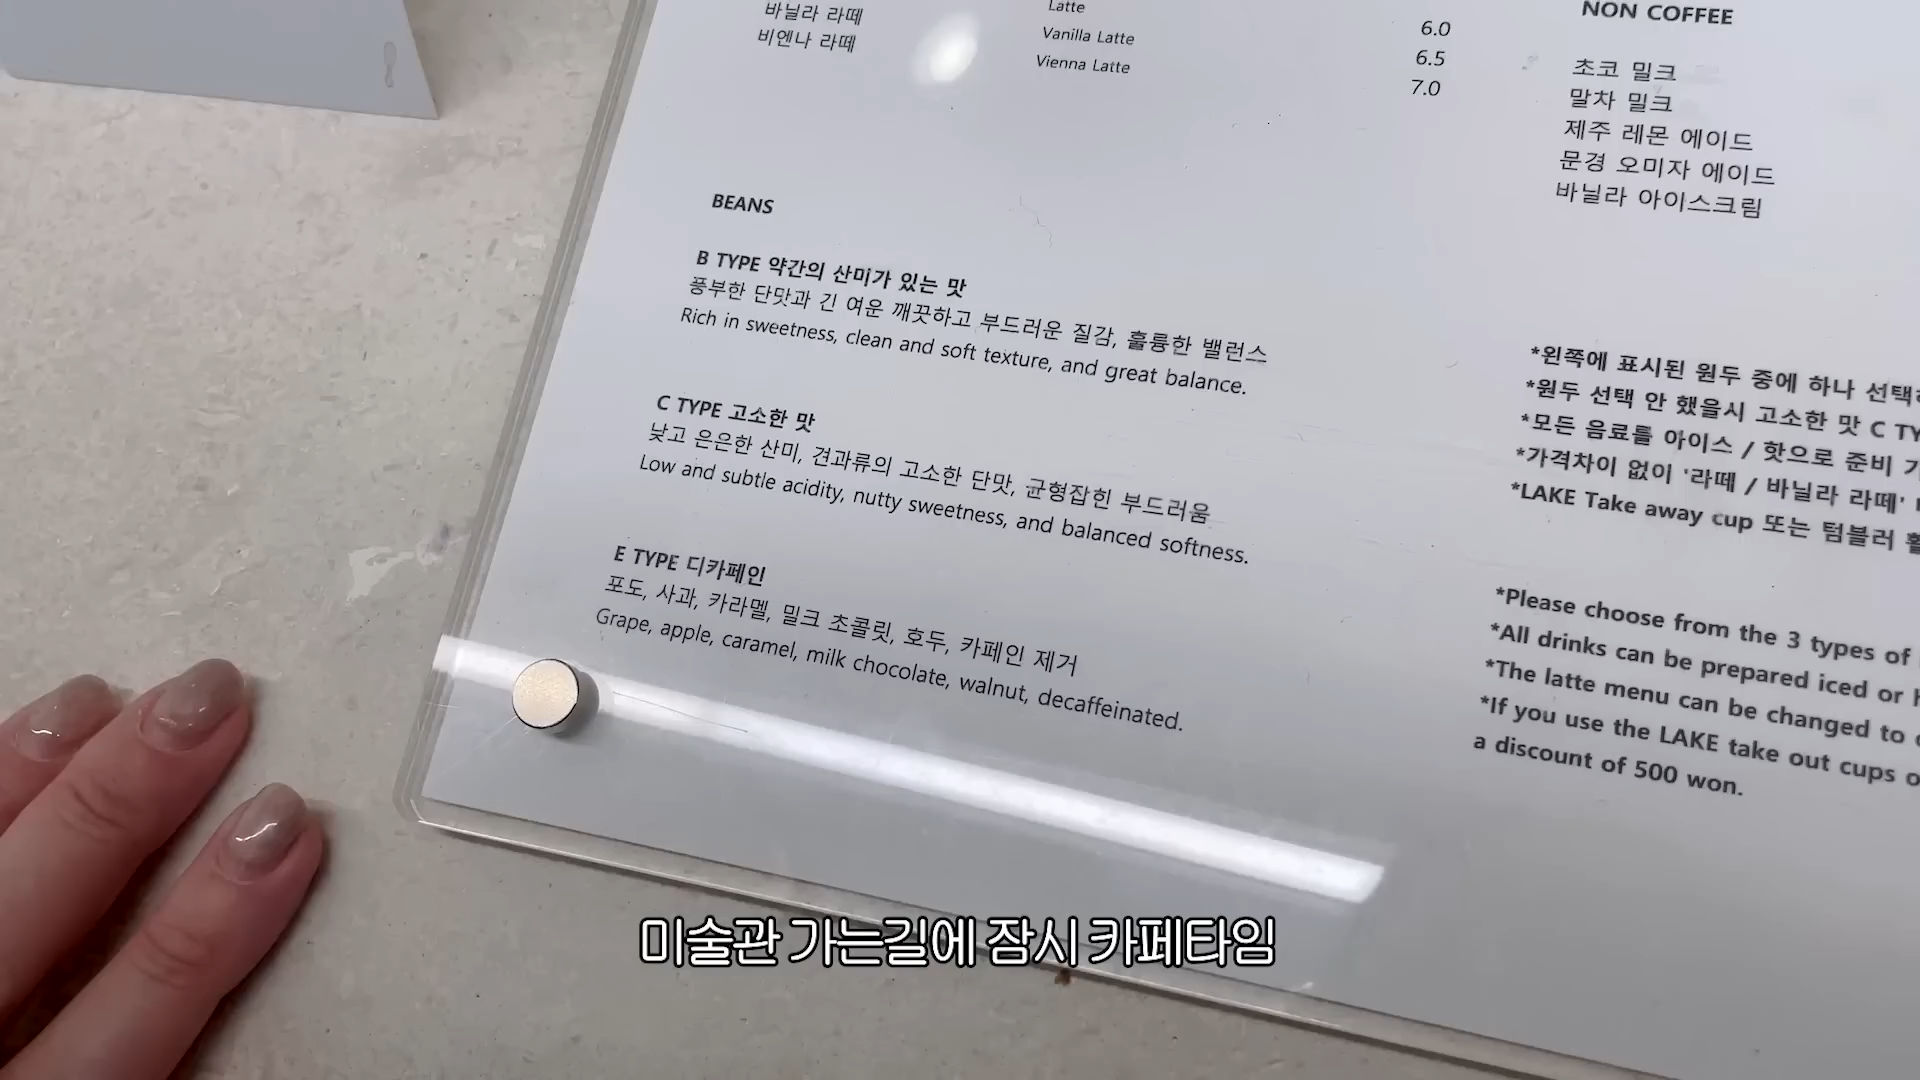 바닐라 라떼
비엔나 라떼
Latte
Vanilla Latte
Vienna Latte
6.0
6.5
7.0
BEANS
B TYPE 약간의 산미가 있는 맛
풍부한 단맛과 긴 여운 깨끗하고 부드러운 질감, 훌륭한 밸런스
Rich in sweetness, clean and soft texture, and great balance.
C TYPE 고소한 맛
낮고 은은한 산미, 견과류의 고소한 단맛, 균형잡힌 부드러움
Low and subtle acidity, nutty sweetness, and balanced softness.
E TYPE 디카페인
포도, 사과, 카라멜, 밀크 초콜릿, 호두, 카페인 제거
Grape, apple, caramel, milk chocolate, walnut, decaffeinated.
NON COFFEE
초코 밀크
말차 밀크
제주 레몬 에이드
문경 오미자 에이드
바닐라 아이스크림
*왼쪽에 표시된 원두 중에 하나
*원두 선택 안 했을시 고소한 맛 C
*모든 음료를 아이스 / 핫으로 준비
*가격차이 없이 '라떼 / 바닐라 라떼'
*LAKE Take away cup 또는 텀블러
*Please choose from the 3 types of
*All drinks can be prepared iced or
*The latte menu can be changed to
*If you use the LAKE take out cups
a discount of 500 won.
미술관 가는길에 잠시 카페타임